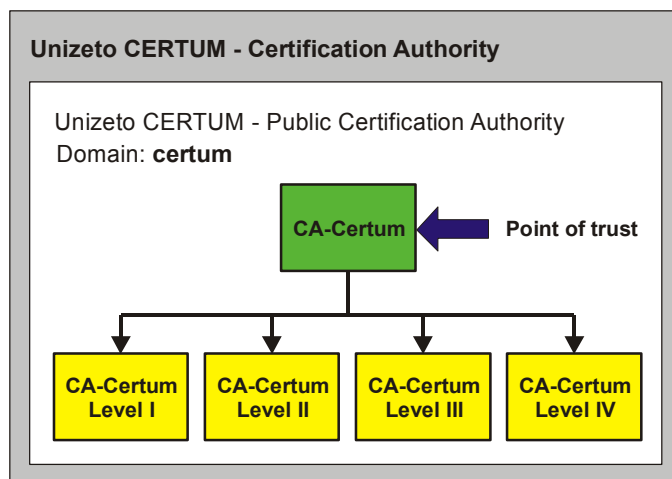 Unizeto CERTUM - Certification Authority
Unizeto CERTUM - Public Certification Authority
Domain: certum
CA-Certum
Point of trust
CA-Certum
Level I
CA-Certum
Level II
CA-Certum
Level III
CA-Certum
Level IV